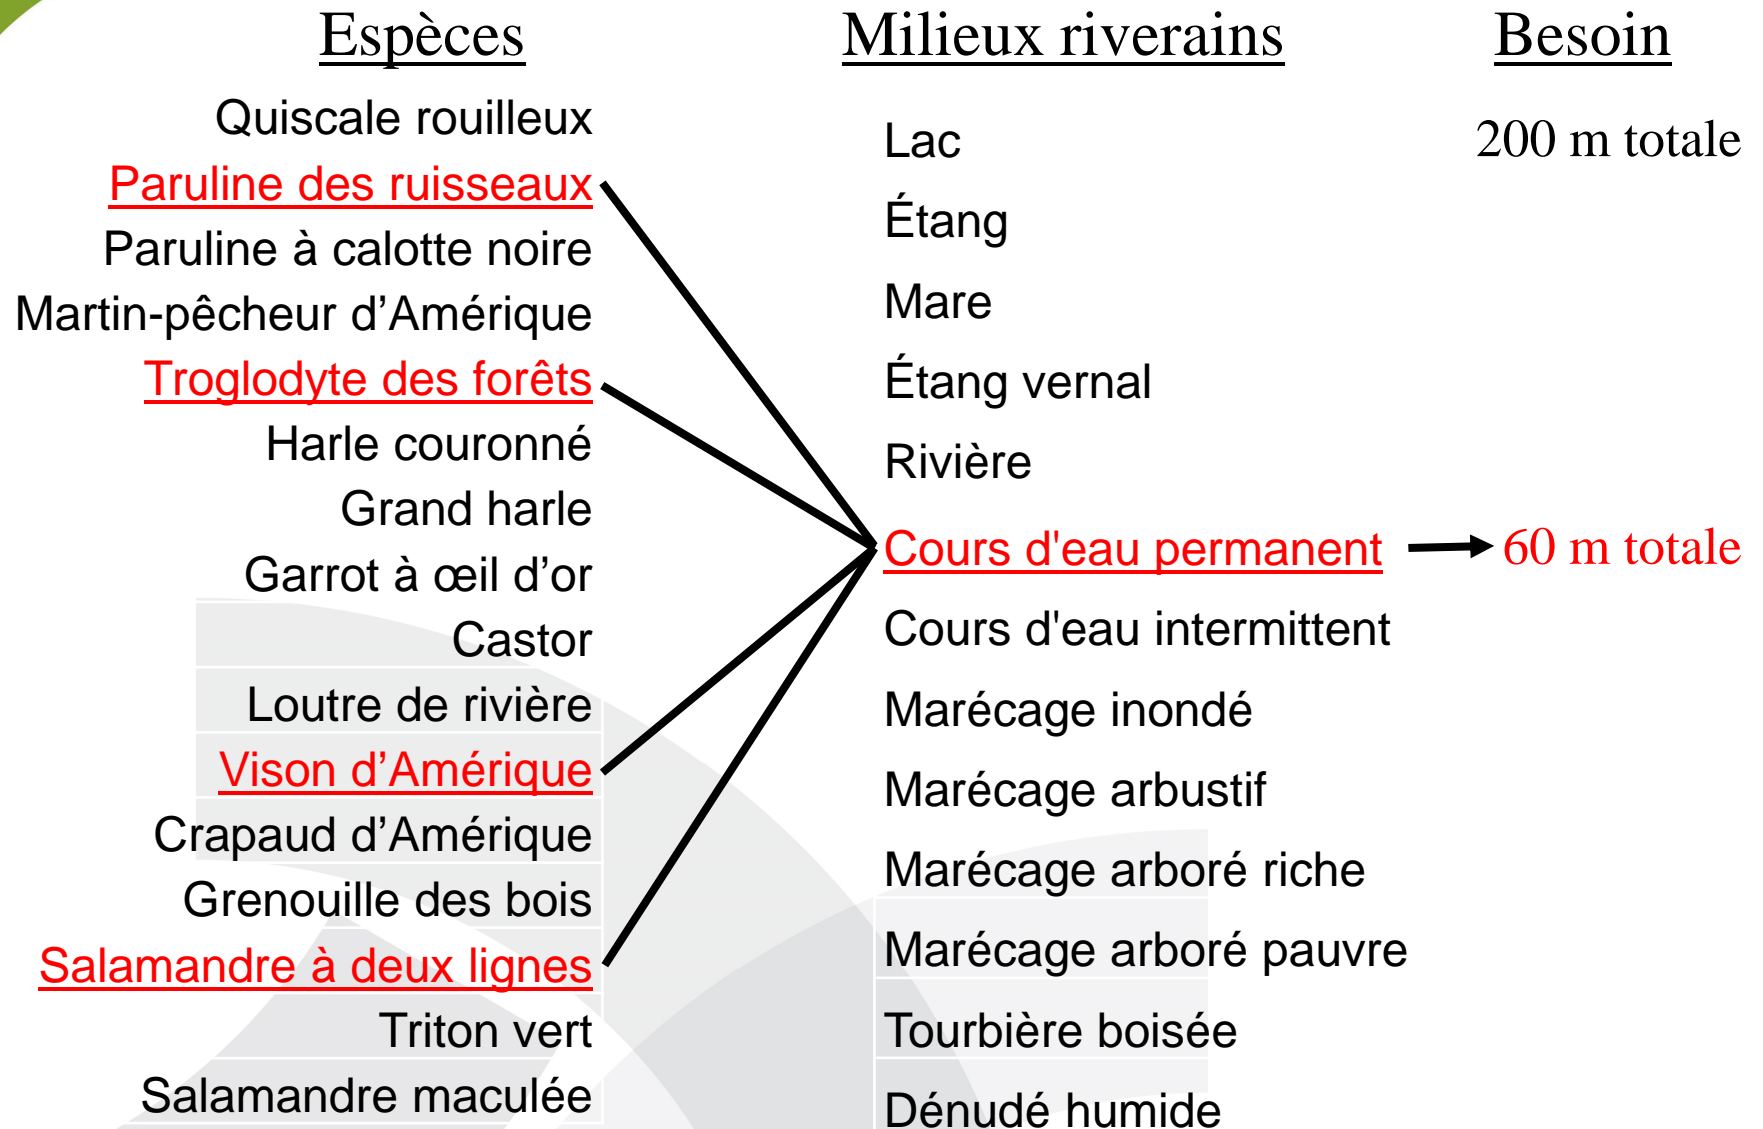 Espèces
Quiscale rouilleux
Paruline des ruisseaux
Paruline à calotte noire
Martin-pêcheur d’Amérique
Troglodyte des forêts
Harle couronné
Grand harle
Garrot à œil d’or
Castor
Loutre de rivière
Vison d’Amérique
Crapaud d’Amérique
Grenouille des bois
Salamandre à deux lignes
Triton vert
Salamandre maculée
Milieux riverains
Lac
Étang
Mare
Étang vernal
Rivière
Cours d'eau permanent
Cours d'eau intermittent
Marécage inondé
Marécage arbustif
Marécage arboré riche
Marécage arboré pauvre
Tourbière boisée
Dénudé humide
Besoin
200 m totale
60 m totale